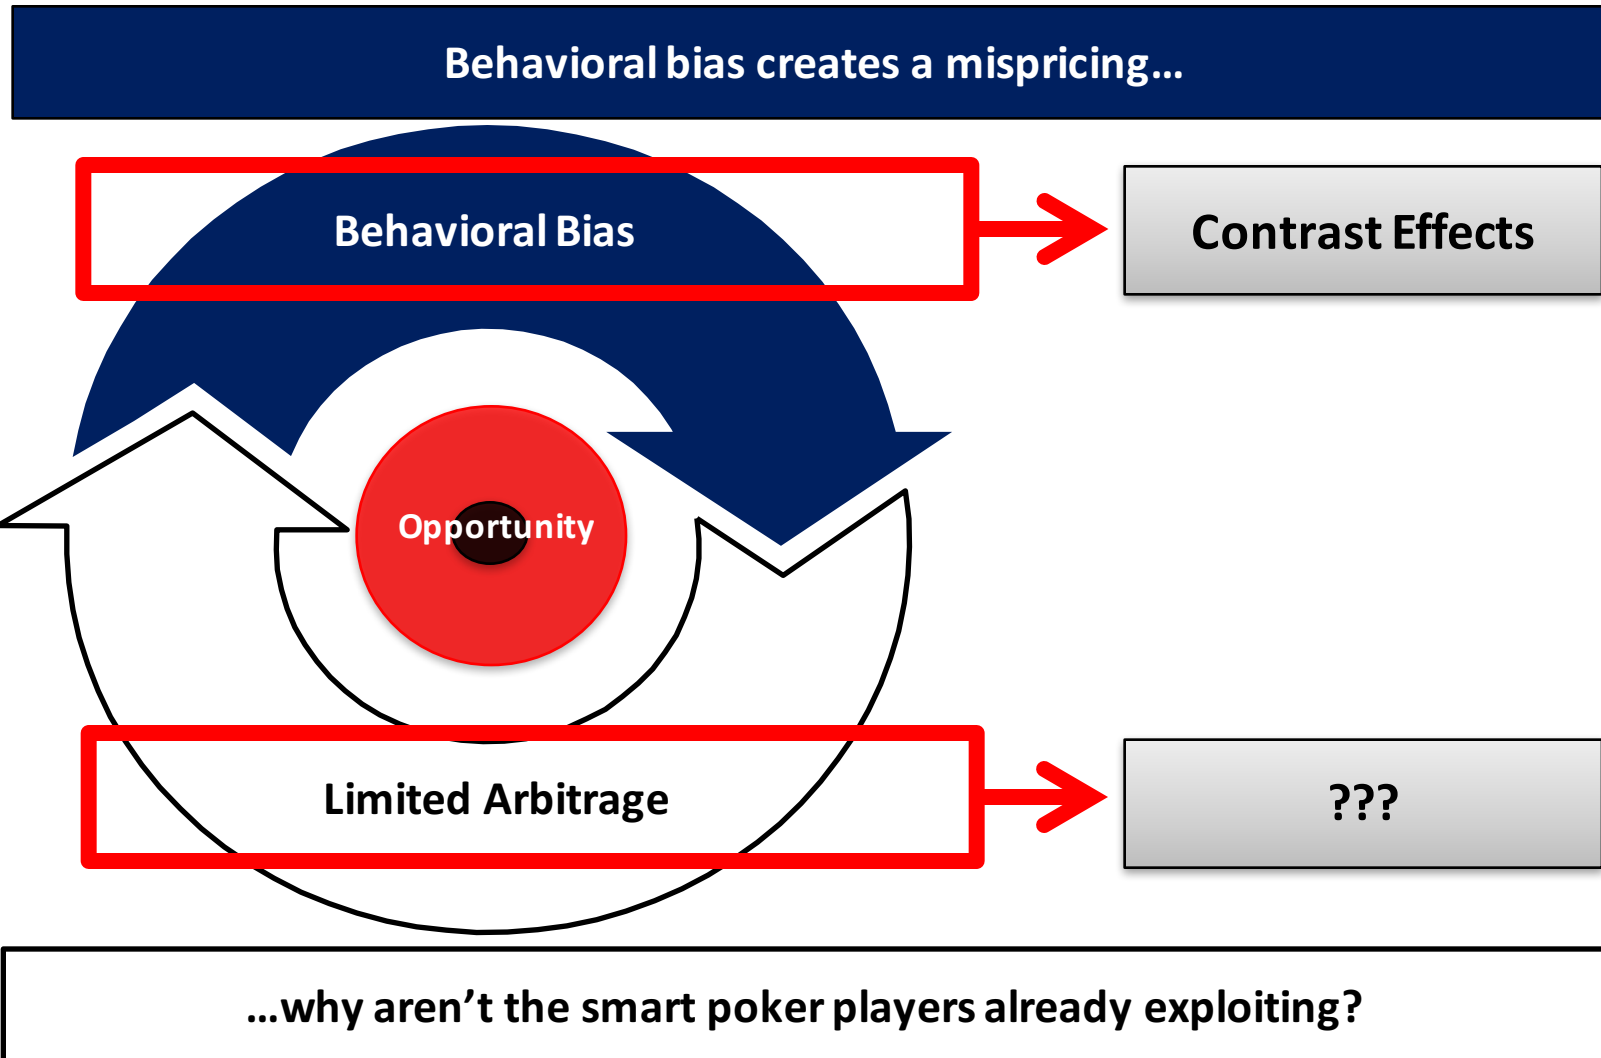 Behavioral bias creates a mispricing…
Behavioral Bias
Contrast Effects
Opportunity
Limited Arbitrage
???
…why aren’t the smart poker players already exploiting?